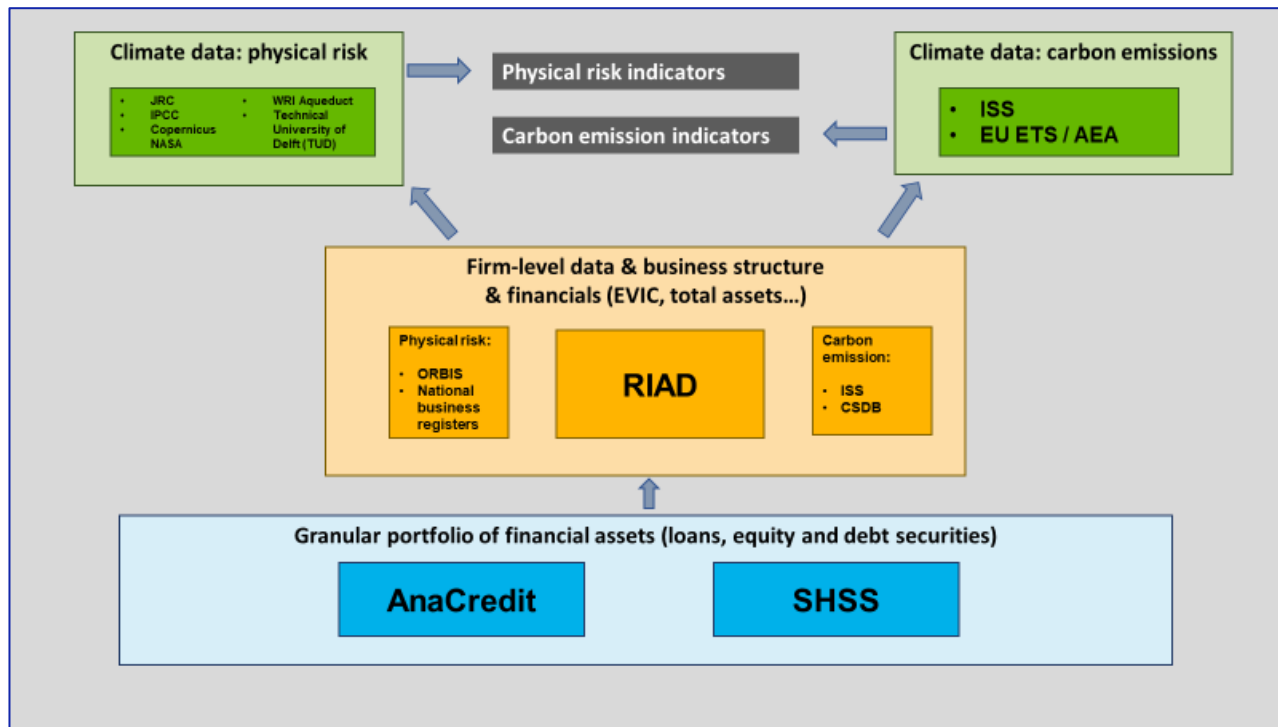 Climate data: physical risk
• JRC
• IPCC
• Copernicus
NASA
• WRI Aqueduct
• Technical
University of
Delft (TUD)
Physical risk indicators
Carbon emission indicators
Climate data: carbon emissions
• ISS
• EU ETS / AEA
Firm-level data & business structure
& financials (EVIC, total assets...)
Physical risk:
• ORBIS
• National
business
registers
RIAD
Carbon
emission:
• ISS
• CSDB
Granular portfolio of financial assets (loans, equity and debt securities)
AnaCredit
SHSS